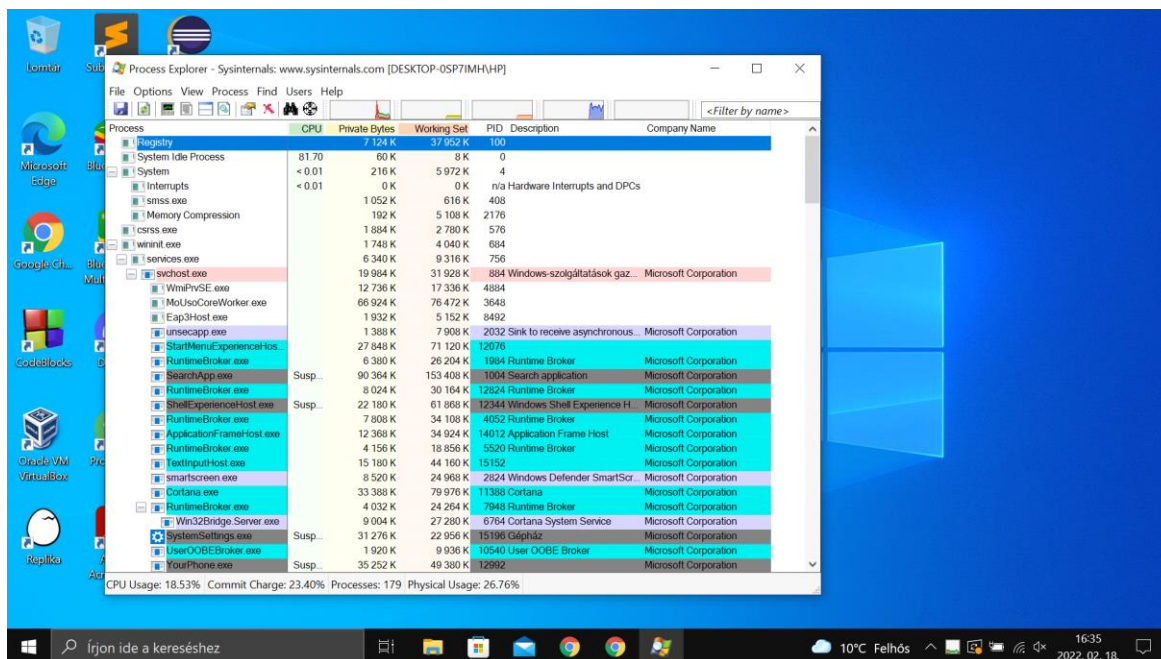 Lomtár
Sub
Process Explorer - Sysinternals: www.sysinternals.com [DESKTOP-0SP7IMH\HP]
File Options View Process Find Users Help
<Filter by name>
Process CPU Private Bytes Working Set PID Description Company Name
Registry 7 124 K 37 952 K 100
System Idle Process 81.70 60 K 8 K 0
System < 0.01 216 K 5 972 K 4
Interrupts < 0.01 0 K 0 K n/a Hardware Interrupts and DPCs
smss.exe 1 052 K 616 K 408
Memory Compression 192 K 5 108 K 2176
csrss.exe 1 884 K 2 780 K 576
wininit.exe 1 748 K 4 040 K 684
services.exe 6 340 K 9 316 K 756
svchost.exe 19 984 K 31 928 K 884 Windows-szolgáltatások gaz... Microsoft Corporation
WmiPrvSE.exe 12 736 K 17 336 K 4884
MoUsoCoreWorker.exe 66 924 K 76 472 K 3648
Eap3Host.exe 1 932 K 5 152 K 8492
unsecapp.exe 1 388 K 7 908 K 2032 Sink to receive asynchronous... Microsoft Corporation
StartMenuExperienceHos... 27 848 K 71 120 K 12076
RuntimeBroker.exe 6 380 K 26 204 K 1984 Runtime Broker Microsoft Corporation
SearchApp.exe Susp... 90 364 K 153 408 K 1004 Search application Microsoft Corporation
RuntimeBroker.exe 8 024 K 30 164 K 12824 Runtime Broker Microsoft Corporation
ShellExperienceHost.exe Susp... 22 180 K 61 868 K 12344 Windows Shell Experience H... Microsoft Corporation
RuntimeBroker.exe 7 808 K 34 108 K 4052 Runtime Broker Microsoft Corporation
ApplicationFrameHost.exe 12 368 K 34 924 K 14012 Application Frame Host Microsoft Corporation
RuntimeBroker.exe 4 156 K 18 856 K 5520 Runtime Broker Microsoft Corporation
TextInputHost.exe 15 180 K 44 160 K 15152 Microsoft Corporation
smartscreen.exe 8 520 K 24 968 K 2824 Windows Defender SmartScr... Microsoft Corporation
Cortana.exe 33 388 K 79 976 K 11388 Cortana Microsoft Corporation
RuntimeBroker.exe 4 032 K 24 264 K 7948 Runtime Broker Microsoft Corporation
Win32Bridge.Server.exe 9 004 K 27 280 K 6764 Cortana System Service Microsoft Corporation
SystemSettings.exe Susp... 31 276 K 22 956 K 15196 Gépház Microsoft Corporation
UserOOBEBroker.exe 1 920 K 9 936 K 10540 User OOBE Broker Microsoft Corporation
YourPhone.exe Susp... 35 252 K 49 380 K 12992 Microsoft Corporation
CPU Usage: 18.53% Commit Charge: 23.40% Processes: 179 Physical Usage: 26.76%
Microsoft
Edge
Google Ch...
CodeBlocks
Oracle VM
VirtualBox
Replika
Írjon ide a kereséshez
10°C Felhős
16:35
2022. 02. 18.